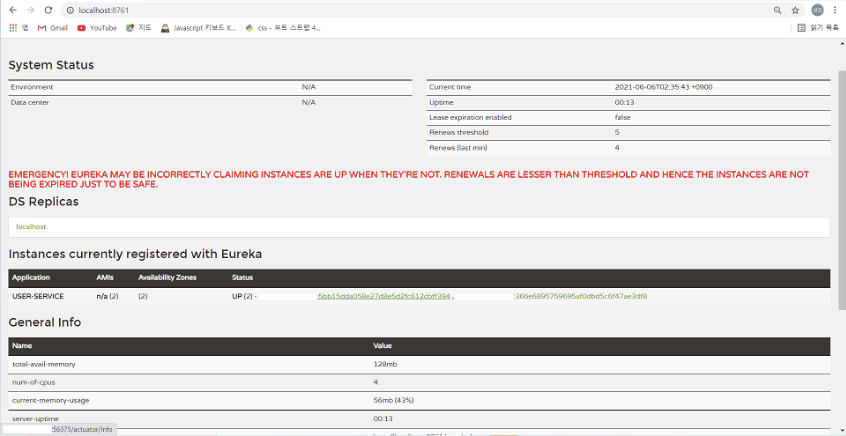 localhost:8761
앱 Gmail YouTube 지도 Javascript 키보드 K... css - 부트 스트랩 4... 읽기 목록
System Status
Environment N/A Current time 2021-06-06T02:35:43 +0900
Data center N/A Uptime 00:13
Lease expiration enabled false
Renews threshold 5
Renews (last min) 4
EMERGENCY! EUREKA MAY BE INCORRECTLY CLAIMING INSTANCES ARE UP WHEN THEY'RE NOT. RENEWALS ARE LESSER THAN THRESHOLD AND HENCE THE INSTANCES ARE NOT
BEING EXPIRED JUST TO BE SAFE.
DS Replicas
localhost
Instances currently registered with Eureka
Application AMIs Availability Zones Status
USER-SERVICE n/a (2) (2) UP (2) - :5bb15dda058e27d8e5d2fc612cbff394 , :366e6895759695af0dbd5c6f47ae3df8
General Info
Name Value
total-avail-memory 128mb
num-of-cpus 4
current-memory-usage 56mb (43%)
server-uptime 00:13
:56375/actuator/info